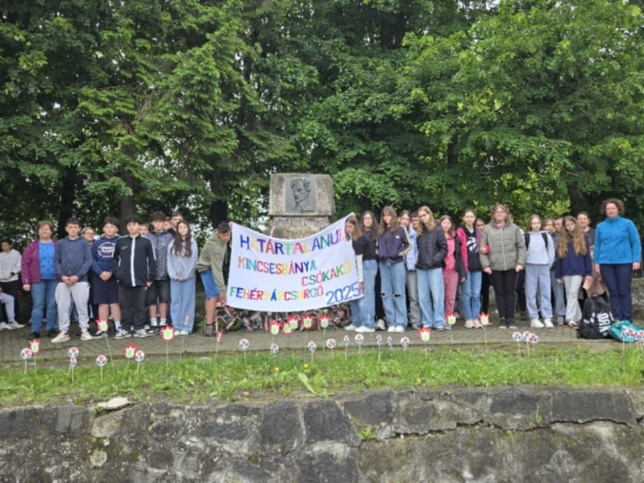 HATÁRTALANUL
KINCSESBÁNYA
CSÓKAKŐ
FEHÉRVÁRCSURGÓ 2025